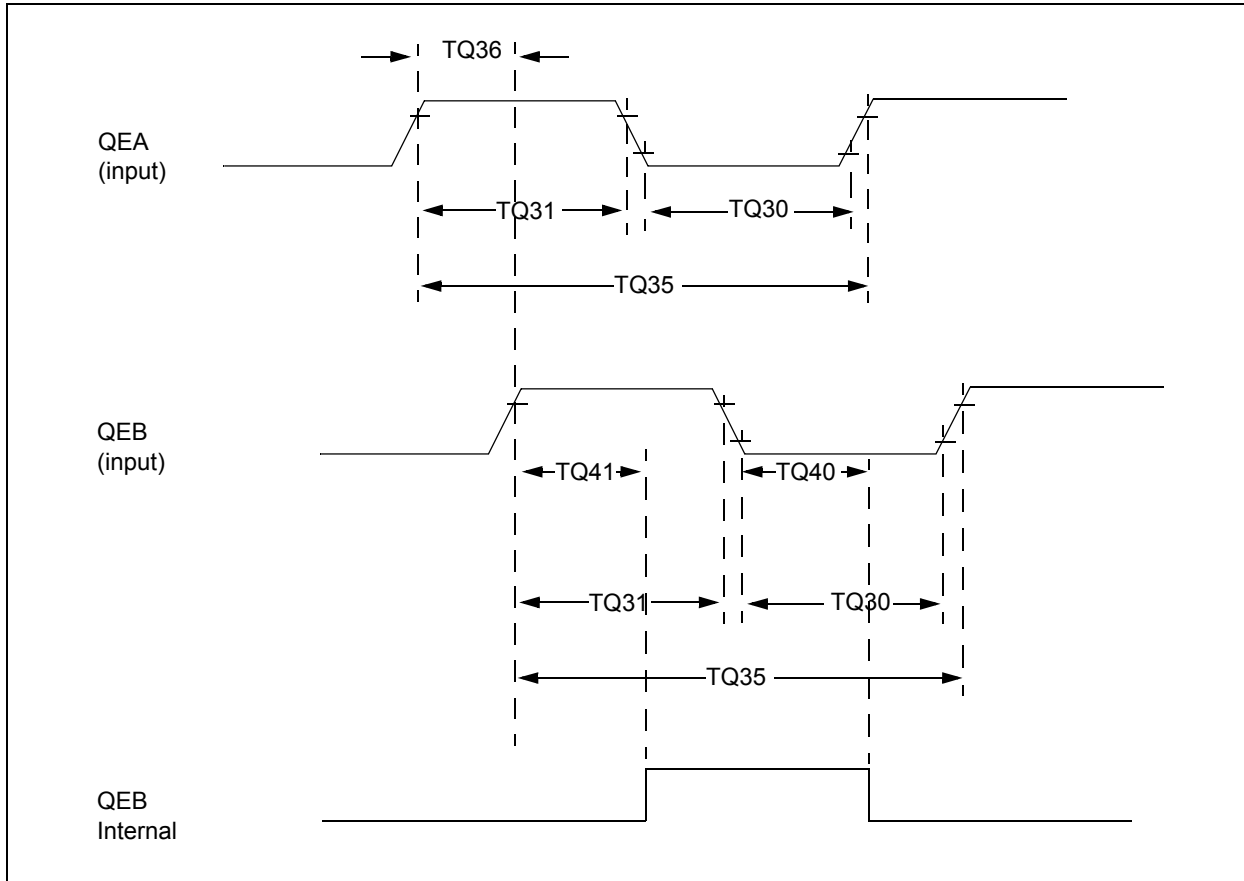 TQ36
QEA
(input)
TQ31
TQ30
TQ35
QEB
(input)
TQ41
TQ40
TQ31
TQ30
TQ35
QEB
Internal